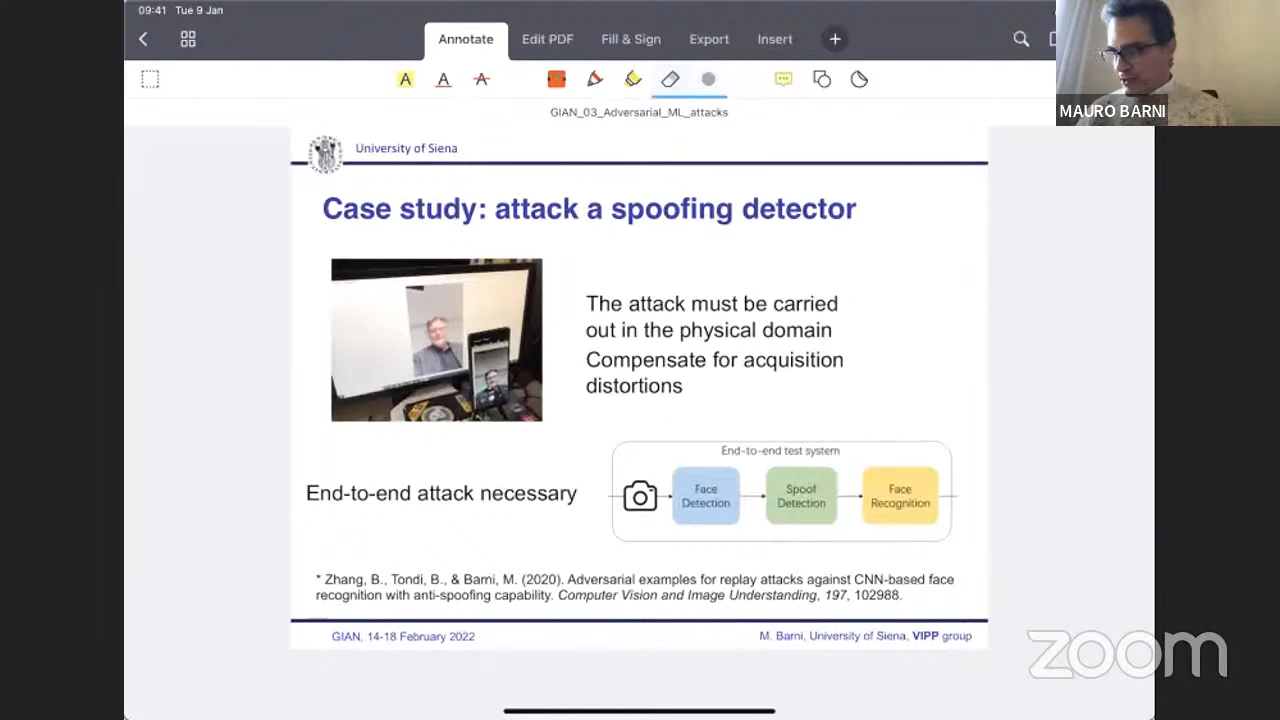 09:41 Tue 9 Jan
Annotate Edit PDF Fill & Sign Export Insert +
A A A
GIAN_03_Adversarial_ML_attacks
MAURO BARNI
University of Siena
Case study: attack a spoofing detector
The attack must be carried
out in the physical domain
Compensate for acquisition
distortions
End-to-end attack necessary
End-to-end test system
Face
Detection
Spoof
Detection
Face
Recognition
* Zhang, B., Tondi, B., & Barni, M. (2020). Adversarial examples for replay attacks against CNN-based face
recognition with anti-spoofing capability. Computer Vision and Image Understanding, 197, 102988.
GIAN, 14-18 February 2022
M. Barni, University of Siena, VIPP group
zoom